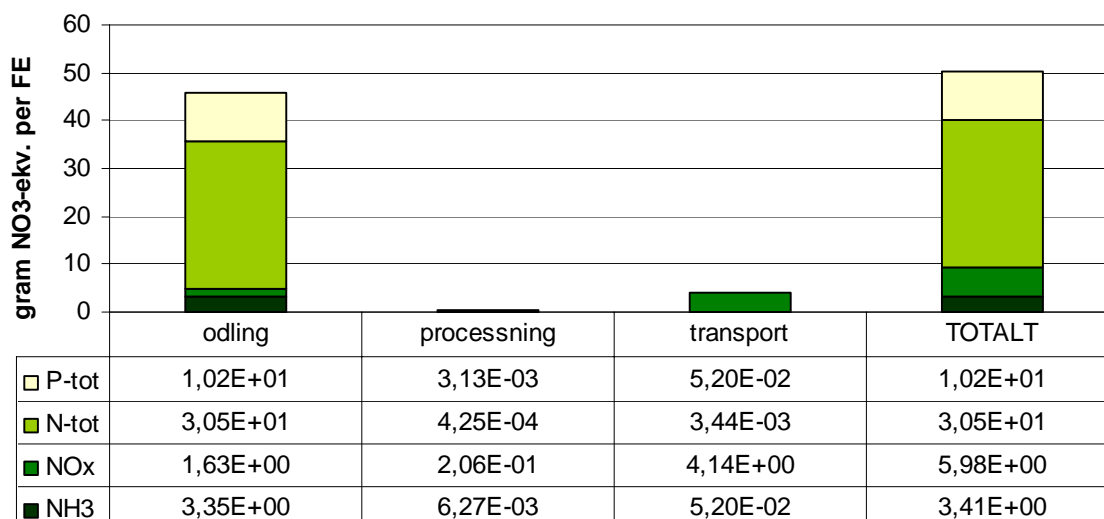 60
50
40
30
20
10
0
gram NO3-ekv. per FE
odling processning transport TOTALT
P-tot 1,02E+01 3,13E-03 5,20E-02 1,02E+01
N-tot 3,05E+01 4,25E-04 3,44E-03 3,05E+01
NOx 1,63E+00 2,06E-01 4,14E+00 5,98E+00
NH3 3,35E+00 6,27E-03 5,20E-02 3,41E+00